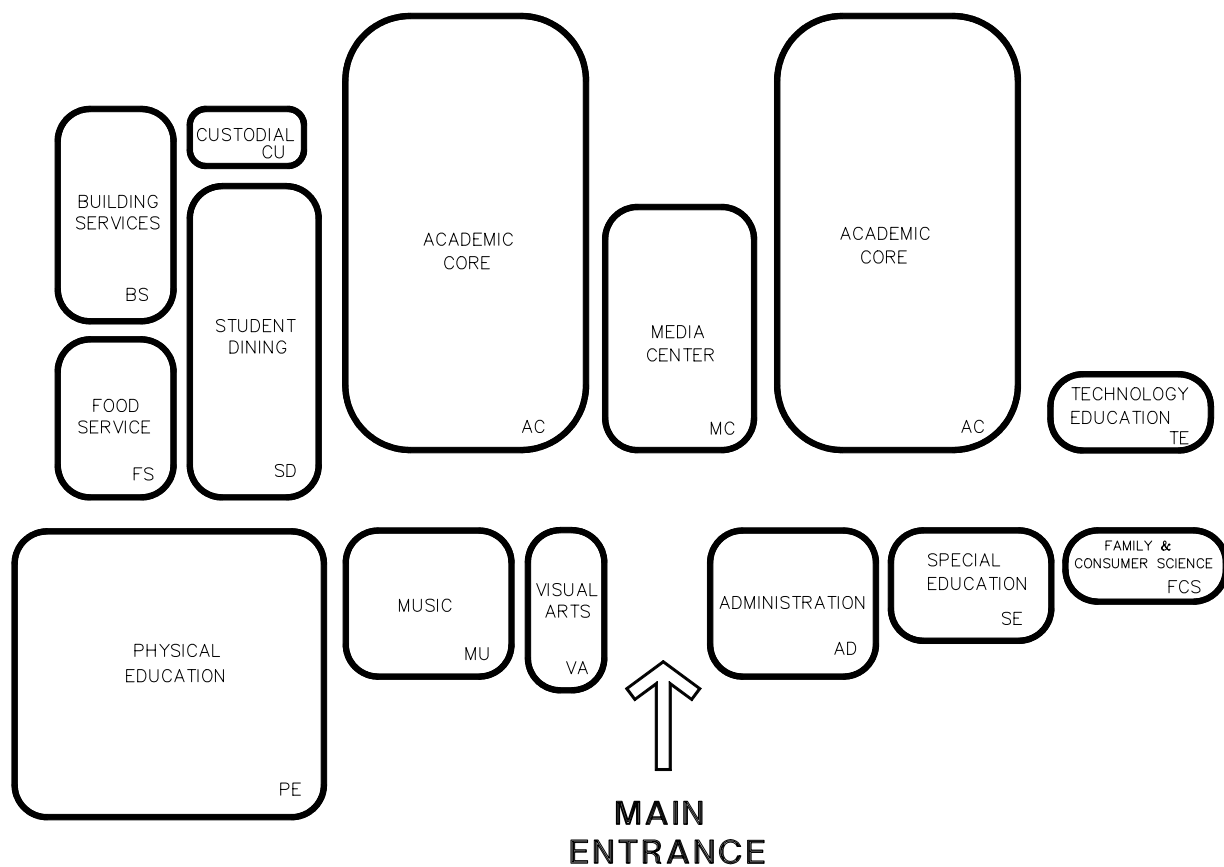 CUSTODIAL
CU
BUILDING
SERVICES
BS
ACADEMIC
CORE
AC
ACADEMIC
CORE
AC
STUDENT
DINING
SD
MEDIA
CENTER
MC
FOOD
SERVICE
FS
TECHNOLOGY
EDUCATION
TE
PHYSICAL
EDUCATION
PE
MUSIC
MU
VISUAL
ARTS
VA
ADMINISTRATION
AD
SPECIAL
EDUCATION
SE
FAMILY &
CONSUMER SCIENCE
FCS
MAIN
ENTRANCE